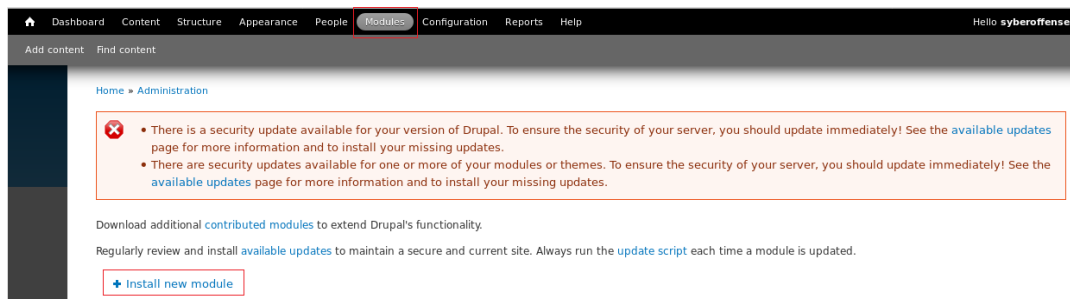 Dashboard Content Structure Appearance People Modules Configuration Reports Help Hello syberoffense
Add content Find content
Home » Administration
• There is a security update available for your version of Drupal. To ensure the security of your server, you should update immediately! See the available updates
page for more information and to install your missing updates.
• There are security updates available for one or more of your modules or themes. To ensure the security of your server, you should update immediately! See the
available updates page for more information and to install your missing updates.
Download additional contributed modules to extend Drupal's functionality.
Regularly review and install available updates to maintain a secure and current site. Always run the update script each time a module is updated.
+ Install new module